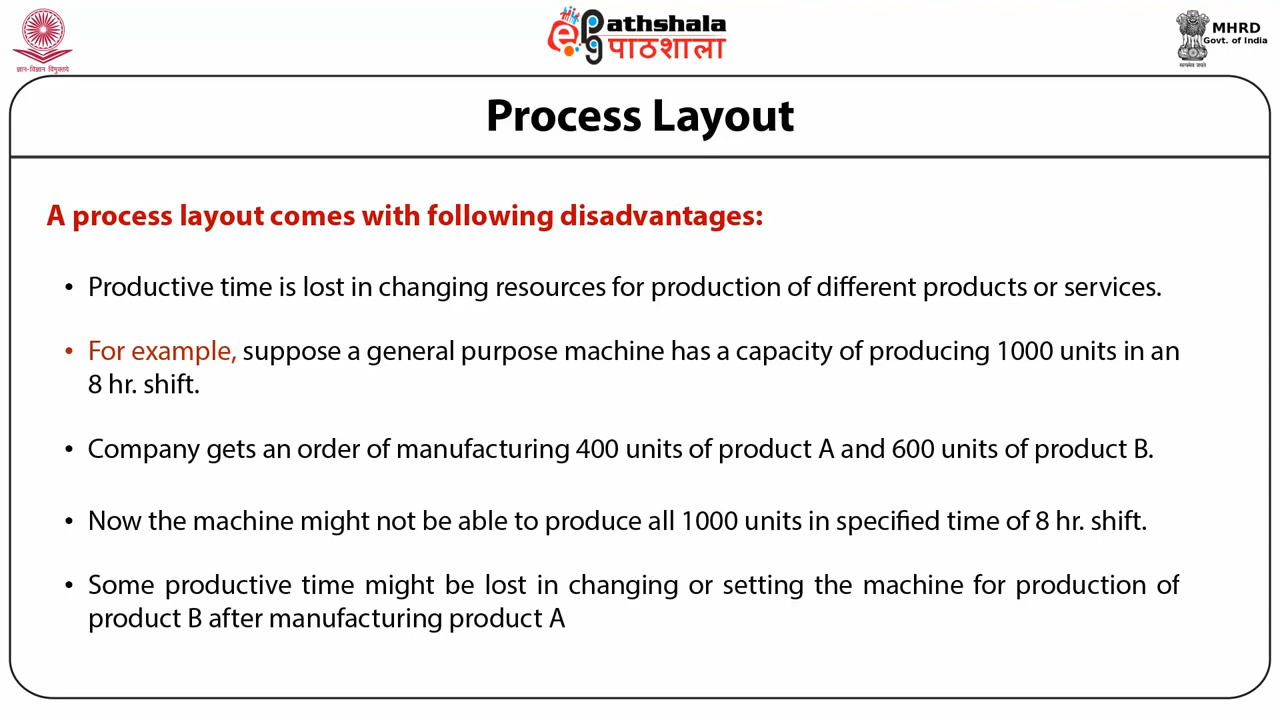 ePathshala
पाठशाला
MHRD
Govt. of India
ज्ञान-विज्ञान विमुक्तये
सत्यमेव जयते
Process Layout
A process layout comes with following disadvantages:
• Productive time is lost in changing resources for production of different products or services.
• For example, suppose a general purpose machine has a capacity of producing 1000 units in an
8 hr. shift.
• Company gets an order of manufacturing 400 units of product A and 600 units of product B.
• Now the machine might not be able to produce all 1000 units in specified time of 8 hr. shift.
• Some productive time might be lost in changing or setting the machine for production of
product B after manufacturing product A